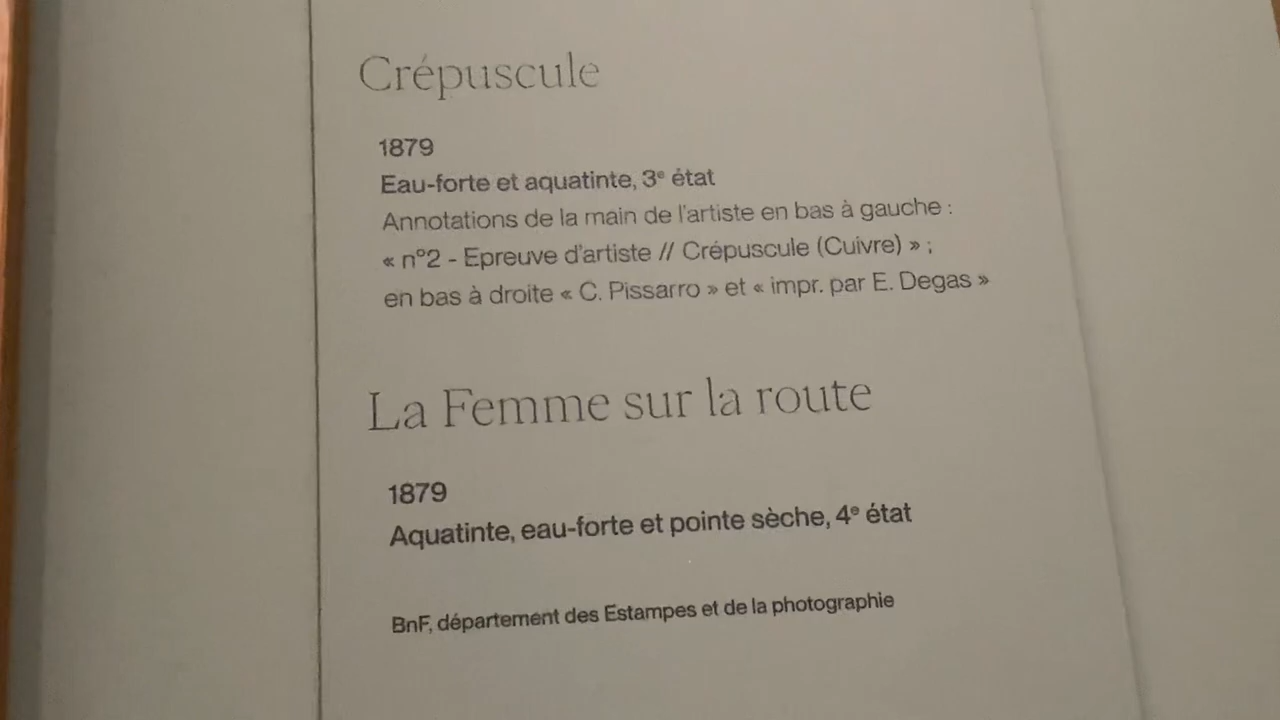 Crépuscule
1879
Eau-forte et aquatinte, 3ᵉ état
Annotations de la main de l'artiste en bas à gauche :
« n°2 - Epreuve d'artiste // Crépuscule (Cuivre) » ;
en bas à droite « C. Pissarro » et « impr. par E. Degas »
La Femme sur la route
1879
Aquatinte, eau-forte et pointe sèche, 4ᵉ état
BnF, département des Estampes et de la photographie